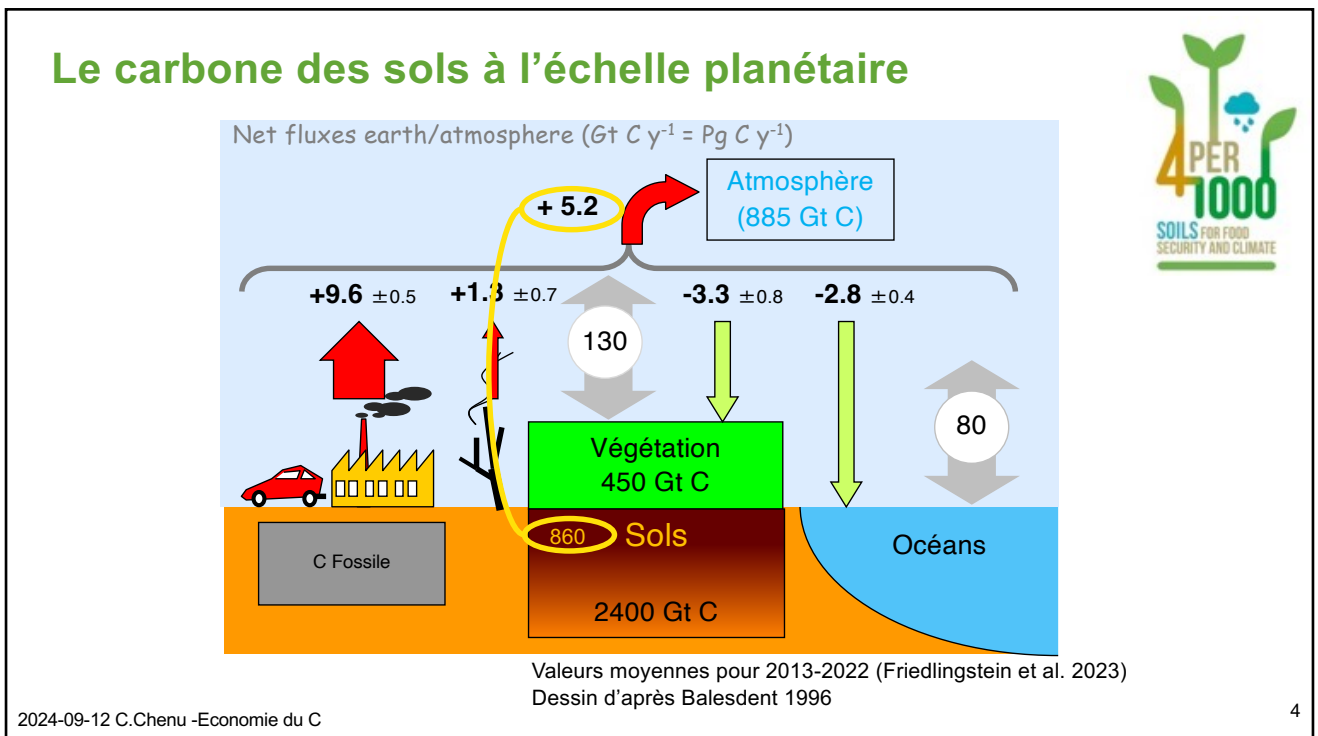 Le carbone des sols à l’échelle planétaire
4 PER
1000
SOILS FOR FOOD
SECURITY AND CLIMATE
Net fluxes earth/atmosphere (Gt C y-1 = Pg C y-1)
Atmosphère
(885 Gt C)
+ 5.2
+9.6 ±0.5
+1.3 ±0.7
-3.3 ±0.8
-2.8 ±0.4
130
80
Végétation
450 Gt C
860 Sols
2400 Gt C
C Fossile
Océans
Valeurs moyennes pour 2013-2022 (Friedlingstein et al. 2023)
Dessin d’après Balesdent 1996
2024-09-12 C.Chenu -Economie du C
4